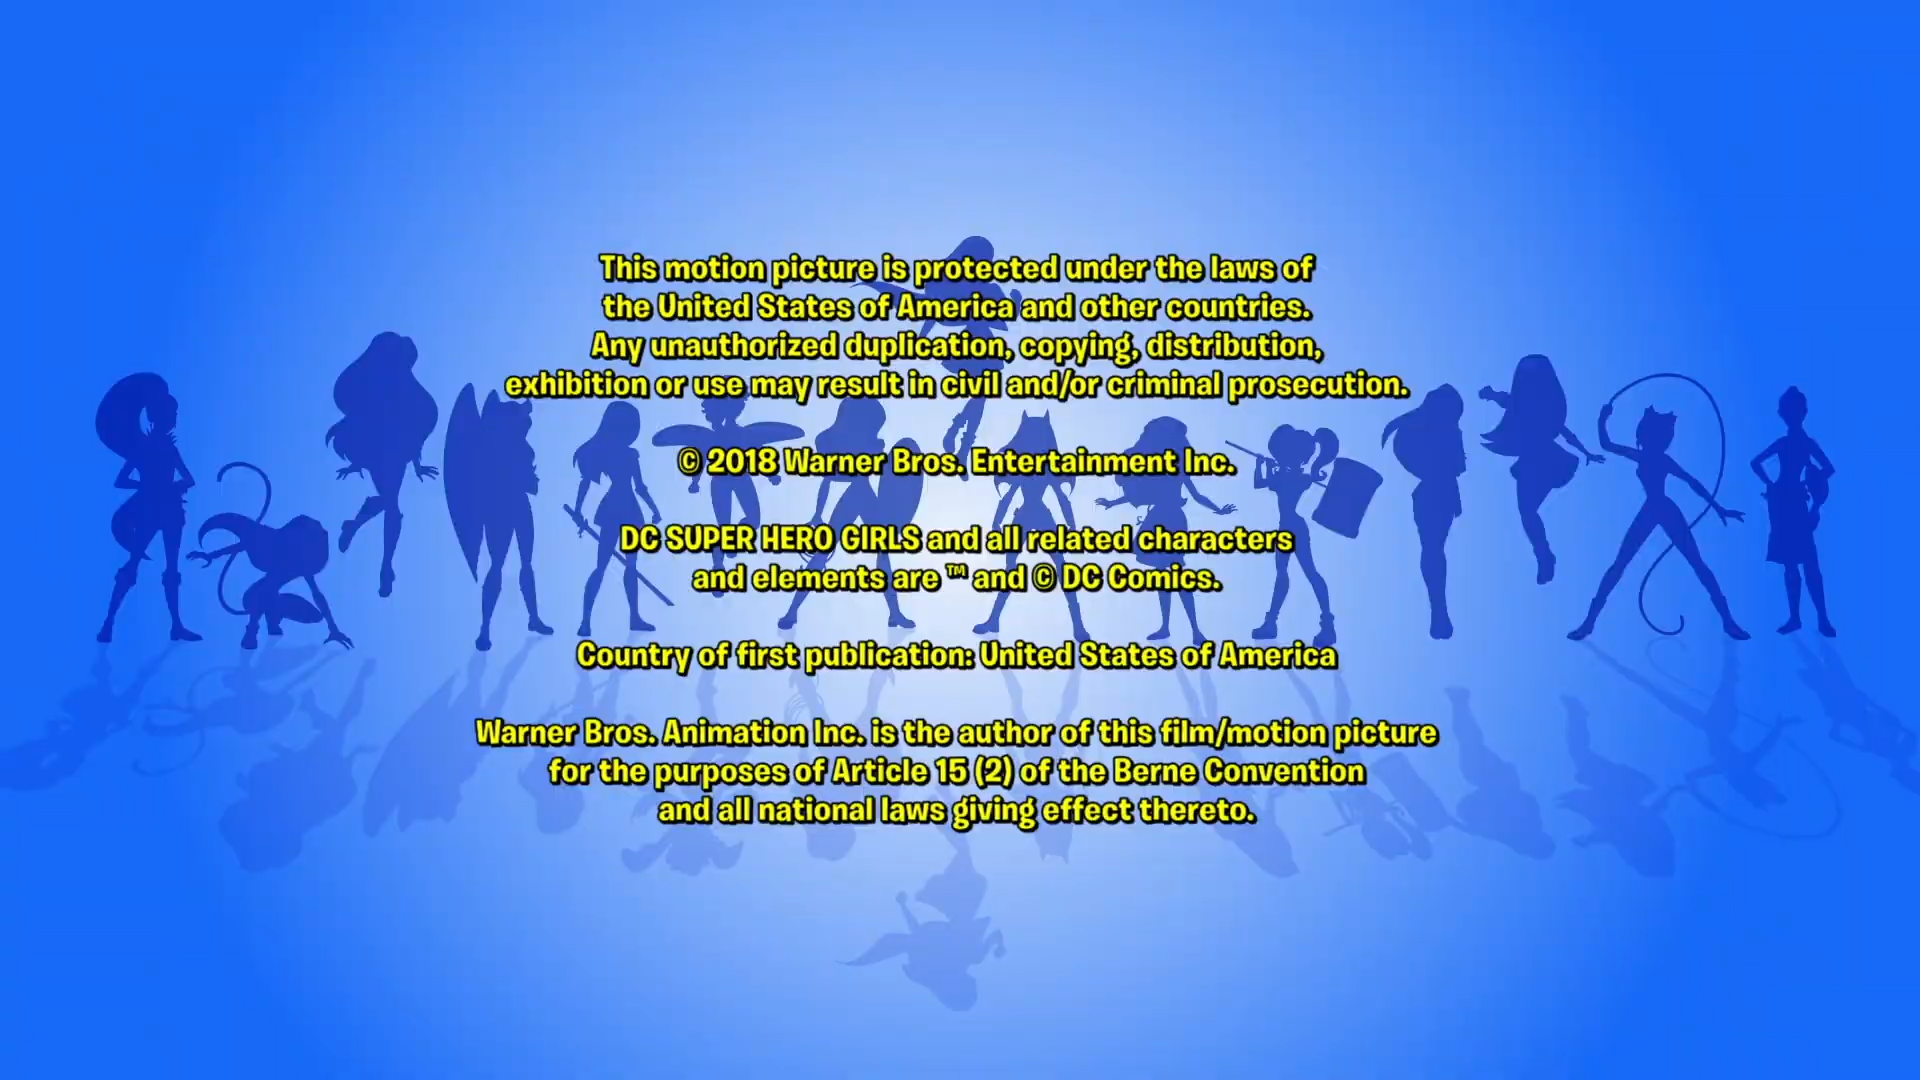 This motion picture is protected under the laws of
the United States of America and other countries.
Any unauthorized duplication, copying, distribution,
exhibition or use may result in civil and/or criminal prosecution.
© 2018 Warner Bros. Entertainment Inc.
DC SUPER HERO GIRLS and all related characters
and elements are ™ and © DC Comics.
Country of first publication: United States of America
Warner Bros. Animation Inc. is the author of this film/motion picture
for the purposes of Article 15 (2) of the Berne Convention
and all national laws giving effect thereto.